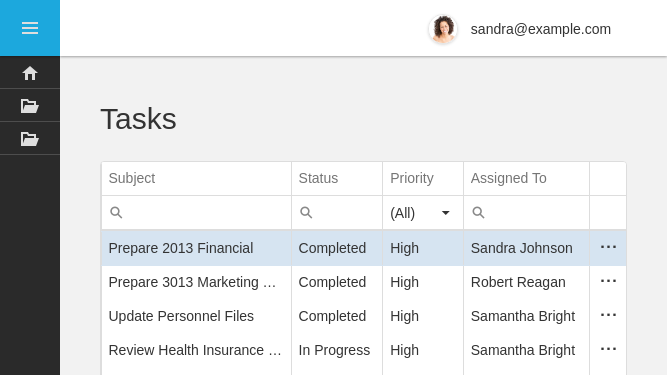 sandra@example.com
Tasks
Subject Status Priority Assigned To
(All)
Prepare 2013 Financial Completed High Sandra Johnson ...
Prepare 3013 Marketing … Completed High Robert Reagan ...
Update Personnel Files Completed High Samantha Bright ...
Review Health Insurance … In Progress High Samantha Bright ...